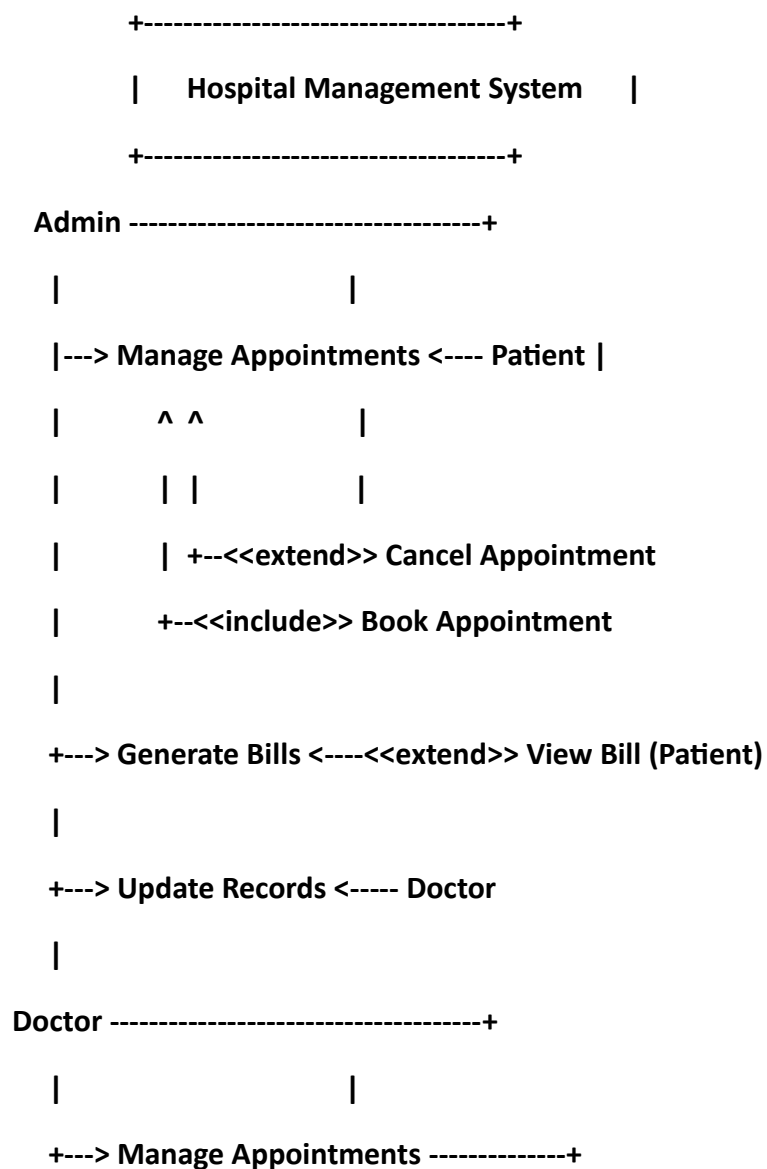 +-------------------------------------+
|      Hospital Management System      |
+-------------------------------------+
Admin ------------------------------------+
|                                   |
|---> Manage Appointments <---- Patient |
|            ^  ^                   |
|            |  |                   |
|            |  +--<<extend>> Cancel Appointment
|            +--<<include>> Book Appointment
|
+---> Generate Bills <----<<extend>> View Bill (Patient)
|
+---> Update Records <----- Doctor
|
Doctor --------------------------------------+
|                                   |
+---> Manage Appointments --------------+